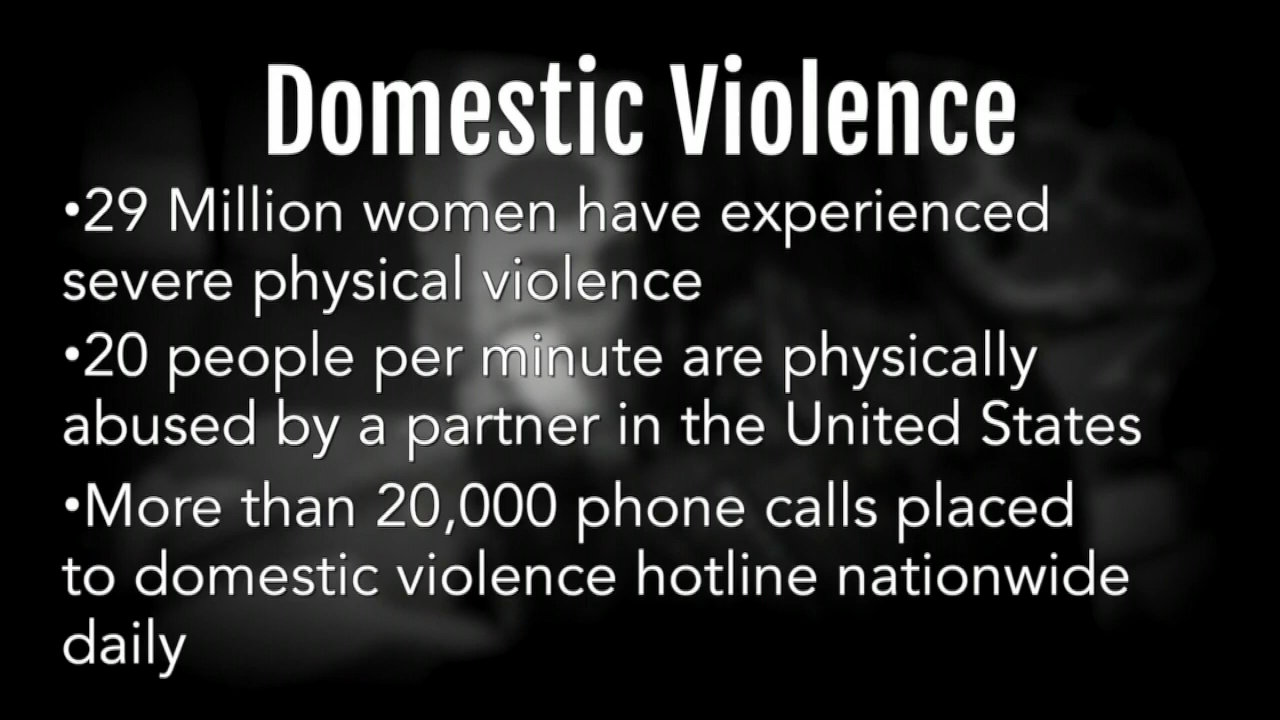 Domestic Violence
•29 Million women have experienced
severe physical violence
•20 people per minute are physically
abused by a partner in the United States
•More than 20,000 phone calls placed
to domestic violence hotline nationwide
daily